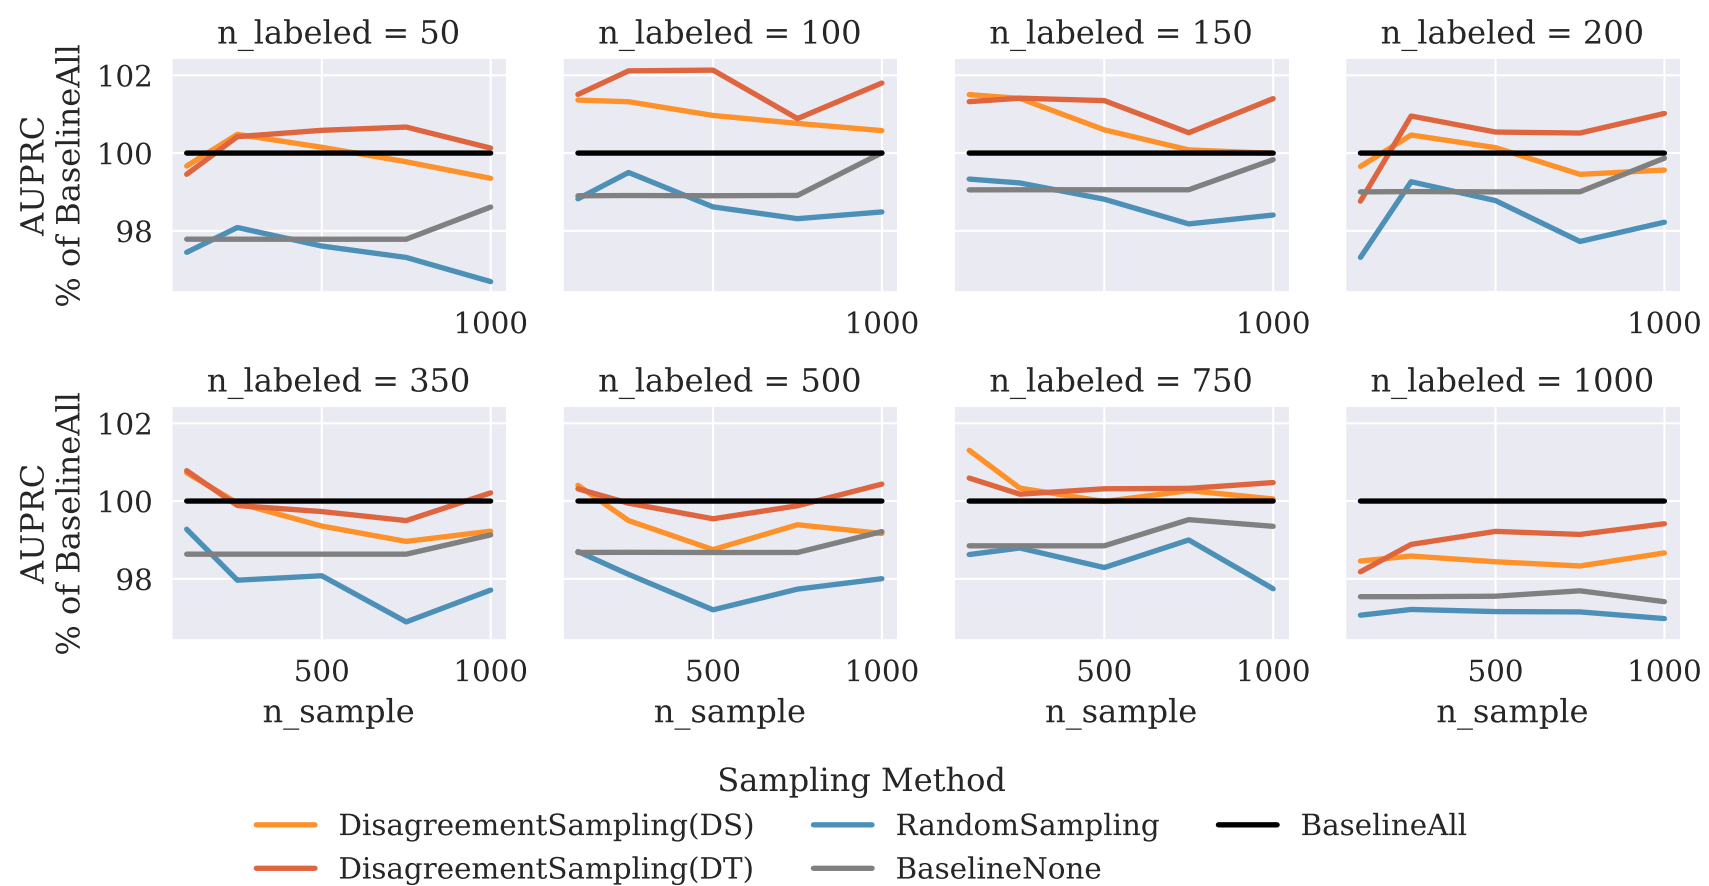 n_labeled = 50
n_labeled = 100
n_labeled = 150
n_labeled = 200
AUPRC
% of BaselineAll
102
100
98
1000
1000
1000
1000
n_labeled = 350
n_labeled = 500
n_labeled = 750
n_labeled = 1000
AUPRC
% of BaselineAll
102
100
98
500 1000
500 1000
500 1000
500 1000
n_sample
n_sample
n_sample
n_sample
Sampling Method
DisagreementSampling(DS)
RandomSampling
BaselineAll
DisagreementSampling(DT)
BaselineNone